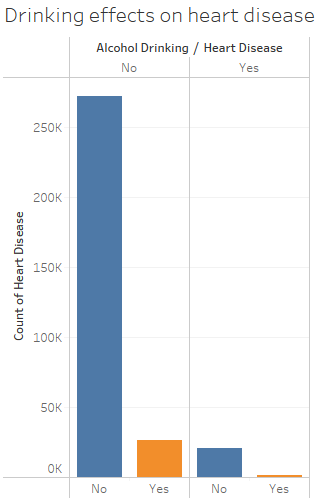 Drinking effects on heart disease
Alcohol Drinking / Heart Disease
No Yes
Count of Heart Disease
250K
200K
150K
100K
50K
0K
No Yes No Yes